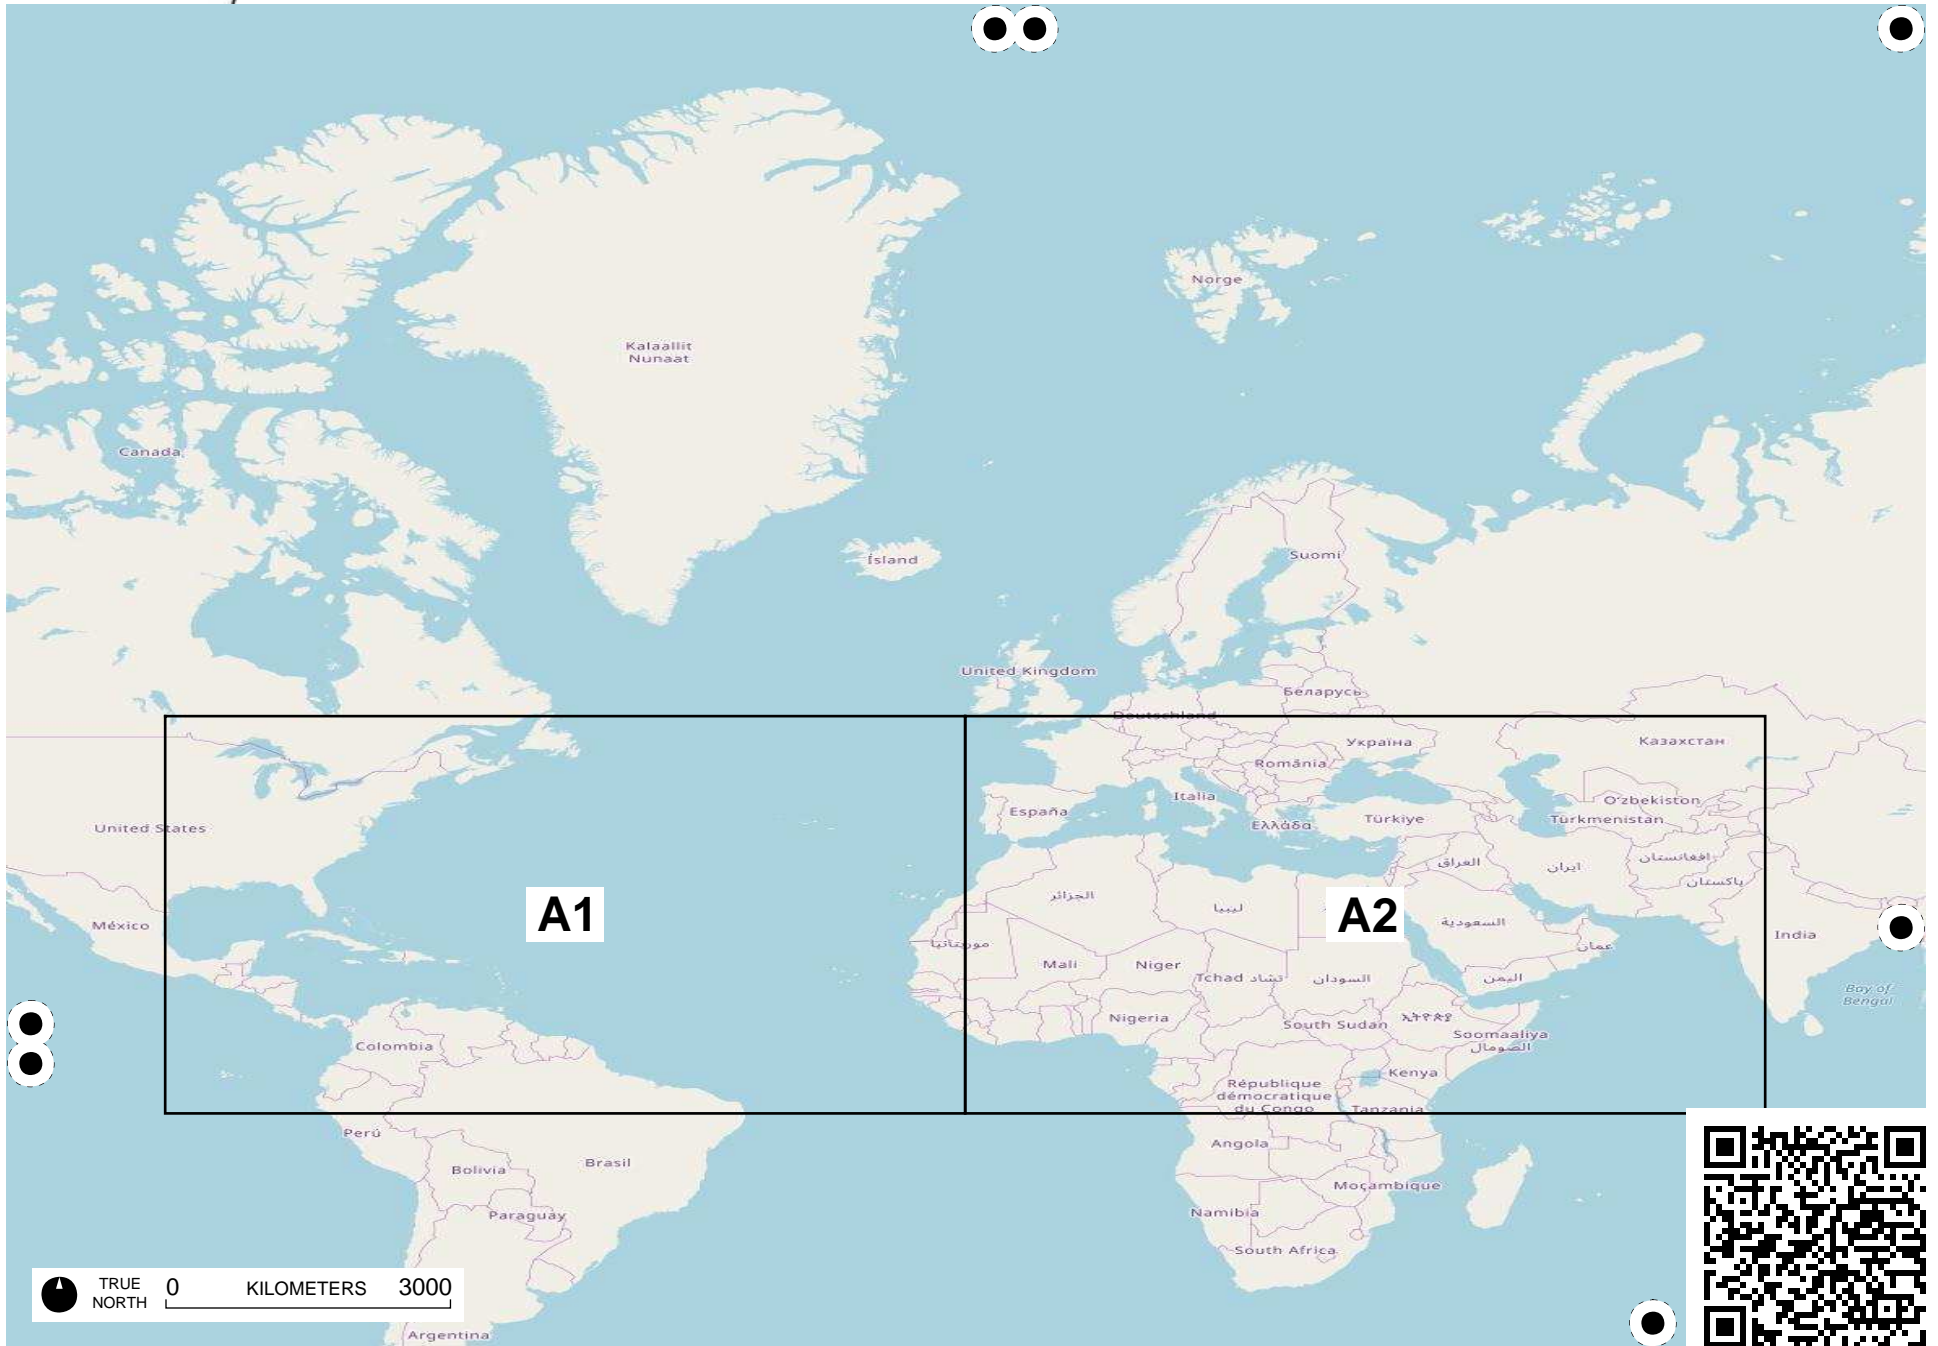 Norge
Kalaallit
Nunaat
Canada
Suomi
Ísland
United Kingdom
Беларусь
Deutschland
Україна
Казахстан
România
Italia
O'zbekiston
España
Türkiye
Türkmenistan
Ελλάδα
United States
العراق
افغانستان
ایران
پاکستان
الجزائر
ليبيا
A1
A2
México
السعودية
India
موريتانيا
عمان
Mali
Niger
Tchad تشاد
السودان
اليمن
Bay of
Bengal
Nigeria
South Sudan
ኢትዮጵያ
Soomaaliya
الصومال
Colombia
Kenya
République
démocratique
du Congo
Tanzania
Perú
Angola
Brasil
Bolivia
Moçambique
Paraguay
Namibia
South Africa
TRUE
NORTH
0 KILOMETERS 3000
Argentina